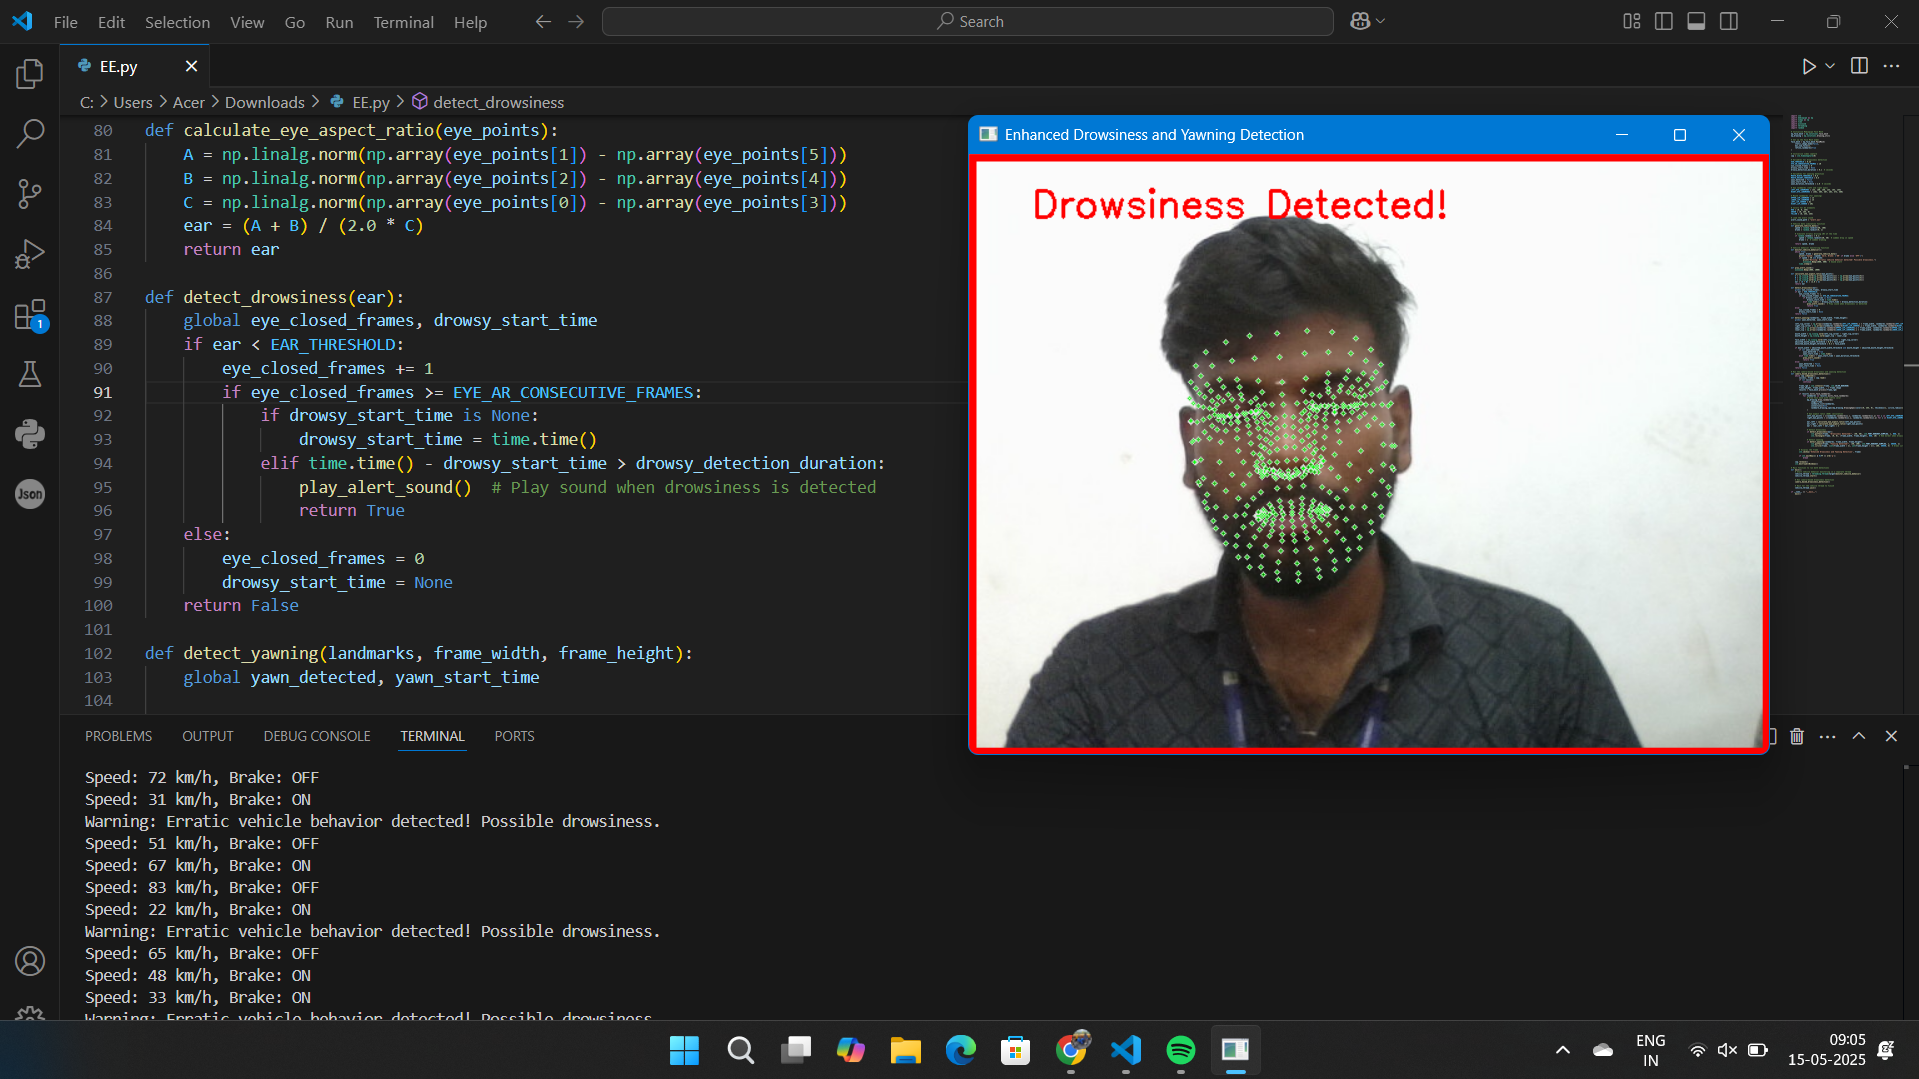 File Edit Selection View Go Run Terminal Help
Search
EE.py
C: > Users > Acer > Downloads > EE.py > detect_drowsiness
80 def calculate_eye_aspect_ratio(eye_points):
81 A = np.linalg.norm(np.array(eye_points[1]) - np.array(eye_points[5]))
82 B = np.linalg.norm(np.array(eye_points[2]) - np.array(eye_points[4]))
83 C = np.linalg.norm(np.array(eye_points[0]) - np.array(eye_points[3]))
84 ear = (A + B) / (2.0 * C)
85 return ear
86
87 def detect_drowsiness(ear):
88 global eye_closed_frames, drowsy_start_time
89 if ear < EAR_THRESHOLD:
90 eye_closed_frames += 1
91 if eye_closed_frames >= EYE_AR_CONSECUTIVE_FRAMES:
92 if drowsy_start_time is None:
93 drowsy_start_time = time.time()
94 elif time.time() - drowsy_start_time > drowsy_detection_duration:
95 play_alert_sound() # Play sound when drowsiness is detected
96 return True
97 else:
98 eye_closed_frames = 0
99 drowsy_start_time = None
100 return False
101
102 def detect_yawning(landmarks, frame_width, frame_height):
103 global yawn_detected, yawn_start_time
104
Enhanced Drowsiness and Yawning Detection
Drowsiness Detected!
1
Json
PROBLEMS OUTPUT DEBUG CONSOLE TERMINAL PORTS
Speed: 72 km/h, Brake: OFF
Speed: 31 km/h, Brake: ON
Warning: Erratic vehicle behavior detected! Possible drowsiness.
Speed: 51 km/h, Brake: OFF
Speed: 67 km/h, Brake: ON
Speed: 83 km/h, Brake: OFF
Speed: 22 km/h, Brake: ON
Warning: Erratic vehicle behavior detected! Possible drowsiness.
Speed: 65 km/h, Brake: OFF
Speed: 48 km/h, Brake: ON
Speed: 33 km/h, Brake: ON
Warning: Erratic vehicle behavior detected! Possible drowsiness.
ENG
IN
09:05
15-05-2025